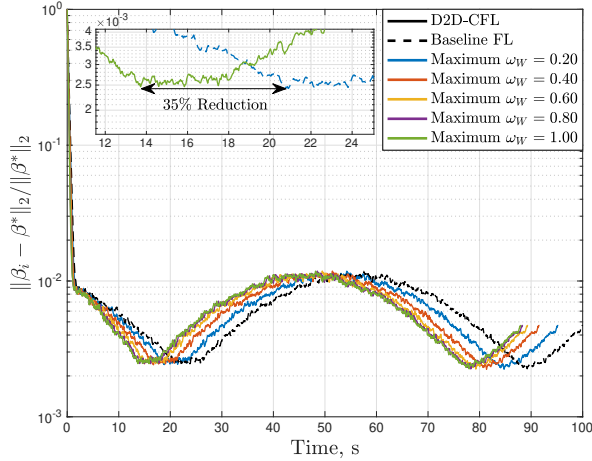 10^0
10^{-1}
10^{-2}
10^{-3}
‖β_i − β*‖_2/‖β*‖_2
×10^{-3}
4
3.5
3
2.5
2
12 14 16 18 20 22 24
35% Reduction
D2D-CFL
Baseline FL
Maximum ω_W = 0.20
Maximum ω_W = 0.40
Maximum ω_W = 0.60
Maximum ω_W = 0.80
Maximum ω_W = 1.00
0 10 20 30 40 50 60 70 80 90 100
Time, s